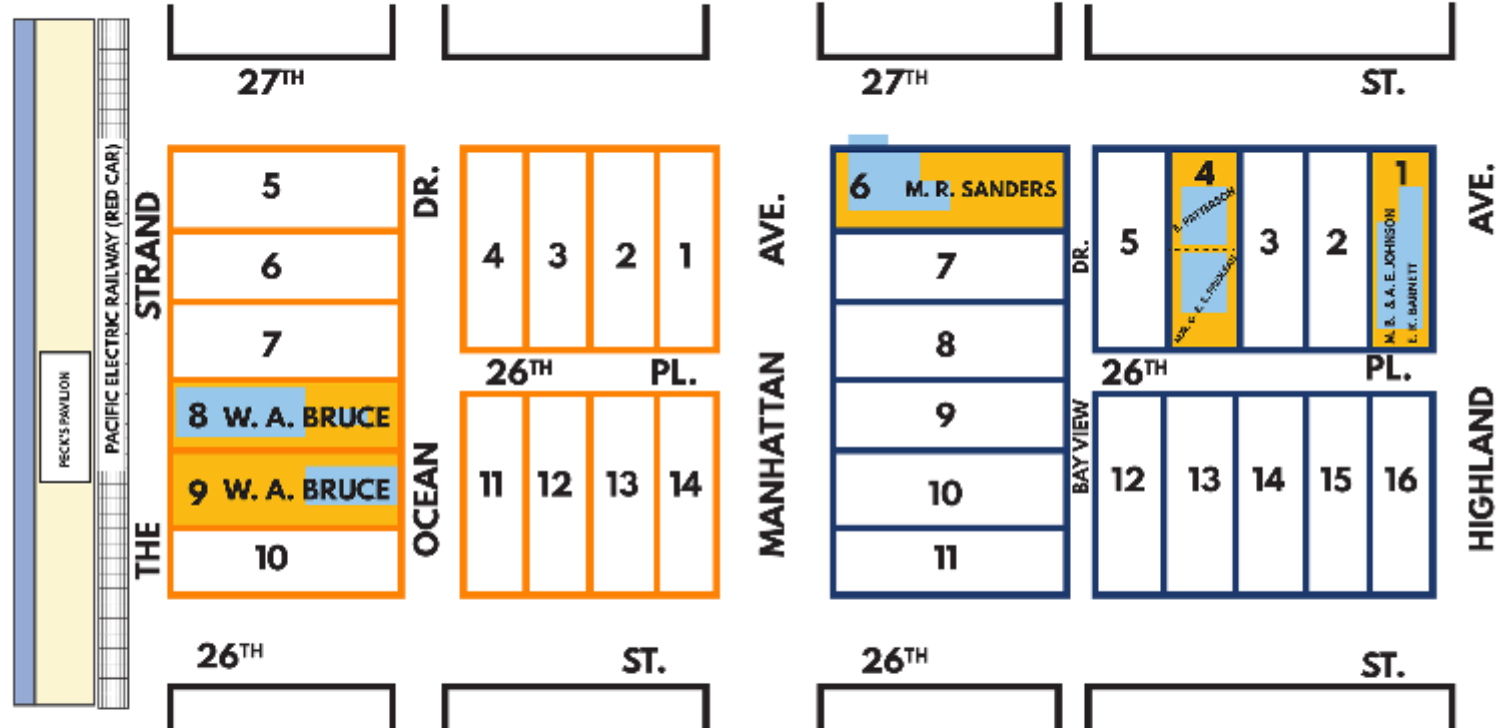 27TH
27TH
ST.
PECK'S PAVILION
PACIFIC ELECTRIC RAILWAY (RED CAR)
THE STRAND
5
6
7
8 W. A. BRUCE
9 W. A. BRUCE
10
OCEAN DR.
4 3 2 1
26TH PL.
11 12 13 14
MANHATTAN AVE.
6 M. R. SANDERS
7
8
9
10
11
BAY VIEW DR.
5
4
PATTERSON
3
2
1
M. B. & A. E. JOHNSON
E. K. BARNETT
26TH PL.
12 13 14 15 16
HIGHLAND AVE.
26TH ST.
26TH ST.